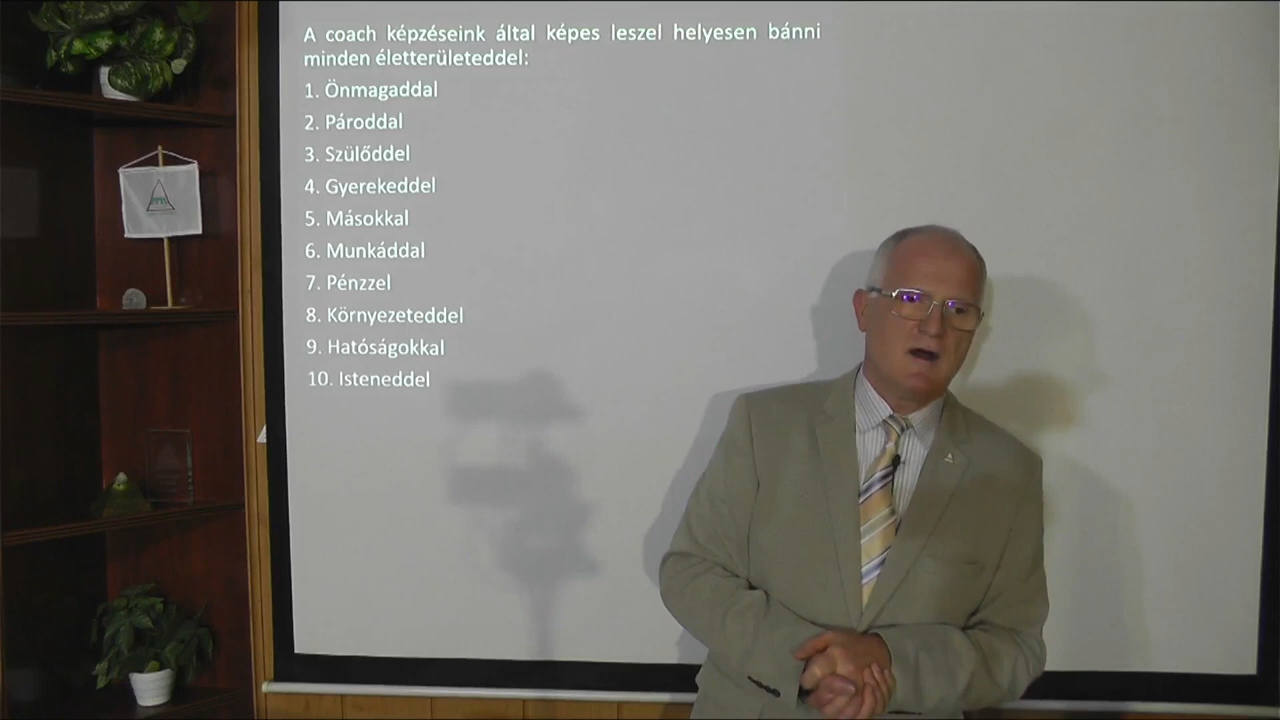 A coach képzéseink által képes leszel helyesen bánni
minden életterületeddel:
1. Önmagaddal
2. Pároddal
3. Szülőddel
4. Gyerekeddel
5. Másokkal
6. Munkáddal
7. Pénzzel
8. Környezeteddel
9. Hatóságokkal
10. Isteneddel